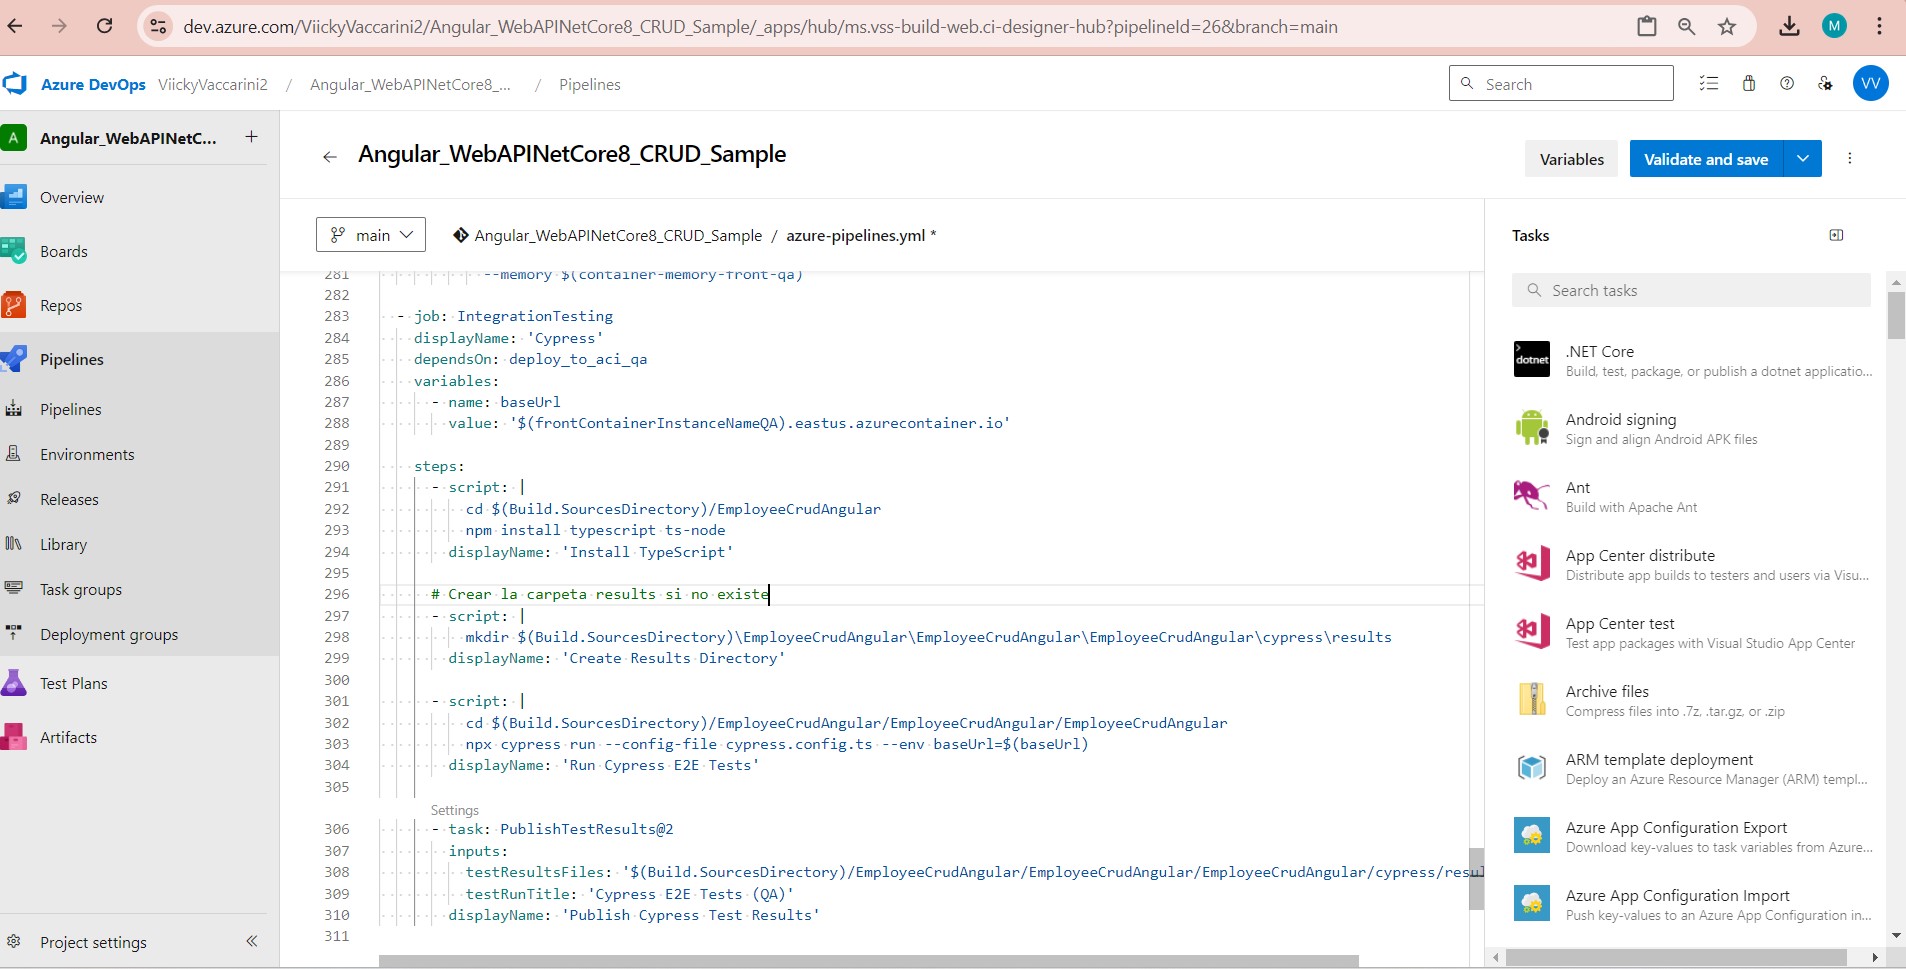 dev.azure.com/ViickyVaccarini2/Angular_WebAPINetCore8_CRUD_Sample/_apps/hub/ms.vss-build-web.ci-designer-hub?pipelineId=26&branch=main
M
Azure DevOps ViickyVaccarini2 / Angular_WebAPINetCore8_... / Pipelines
Search
VV
A Angular_WebAPINetC... +
Overview
Boards
Repos
Pipelines
Pipelines
Environments
Releases
Library
Task groups
Deployment groups
Test Plans
Artifacts
Project settings
Angular_WebAPINetCore8_CRUD_Sample
Variables
Validate and save
main
Angular_WebAPINetCore8_CRUD_Sample / azure-pipelines.yml *
281 --memory $(container-memory-front-qa)
282
283 - job: IntegrationTesting
284 displayName: 'Cypress'
285 dependsOn: deploy_to_aci_qa
286 variables:
287 - name: baseUrl
288 value: '$(frontContainerInstanceNameQA).eastus.azurecontainer.io'
289
290 steps:
291 - script: |
292 cd $(Build.SourcesDirectory)/EmployeeCrudAngular
293 npm install typescript ts-node
294 displayName: 'Install TypeScript'
295
296 # Crear la carpeta results si no existe
297 - script: |
298 mkdir $(Build.SourcesDirectory)\EmployeeCrudAngular\EmployeeCrudAngular\EmployeeCrudAngular\cypress\results
299 displayName: 'Create Results Directory'
300
301 - script: |
302 cd $(Build.SourcesDirectory)/EmployeeCrudAngular/EmployeeCrudAngular/EmployeeCrudAngular
303 npx cypress run --config-file cypress.config.ts --env baseUrl=$(baseUrl)
304 displayName: 'Run Cypress E2E Tests'
305
Settings
306 - task: PublishTestResults@2
307 inputs:
308 testResultsFiles: '$(Build.SourcesDirectory)/EmployeeCrudAngular/EmployeeCrudAngular/EmployeeCrudAngular/cypress/resul
309 testRunTitle: 'Cypress E2E Tests (QA)'
310 displayName: 'Publish Cypress Test Results'
311
Tasks
Search tasks
dotnet
.NET Core
Build, test, package, or publish a dotnet applicatio...
Android signing
Sign and align Android APK files
Ant
Build with Apache Ant
App Center distribute
Distribute app builds to testers and users via Visu...
App Center test
Test app packages with Visual Studio App Center
Archive files
Compress files into .7z, .tar.gz, or .zip
ARM template deployment
Deploy an Azure Resource Manager (ARM) templ...
Azure App Configuration Export
Download key-values to task variables from Azure...
Azure App Configuration Import
Push key-values to an Azure App Configuration in...